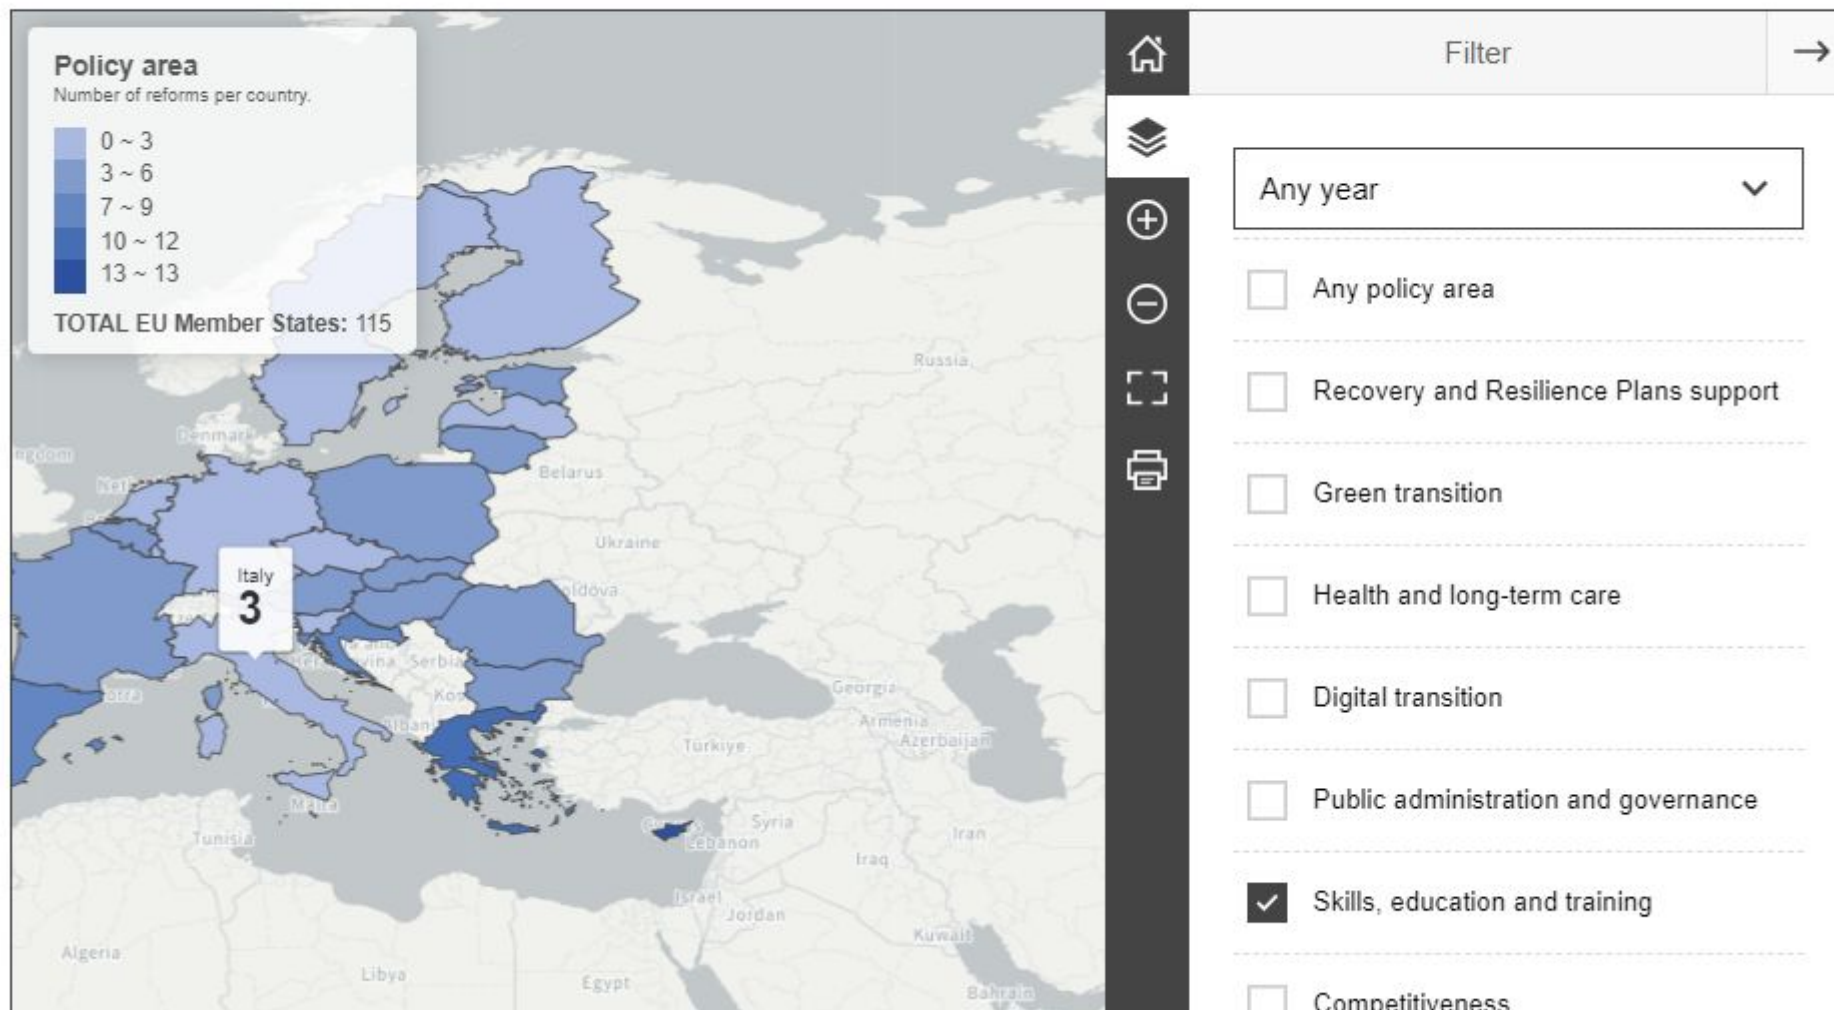 Policy area
Number of reforms per country.
0 ~ 3
3 ~ 6
7 ~ 9
10 ~ 12
13 ~ 13
TOTAL EU Member States: 115
Italy
3
Denmark
Belarus
Russia
Ukraine
Serbia
Georgia
Armenia
Azerbaijan
Türkiye
Malta
Tunisia
Syria
Lebanon
Iran
Iraq
Israel
Jordan
Kuwait
Algeria
Libya
Egypt
Bahrain
Filter
Any year
Any policy area
Recovery and Resilience Plans support
Green transition
Health and long-term care
Digital transition
Public administration and governance
Skills, education and training
Competitiveness